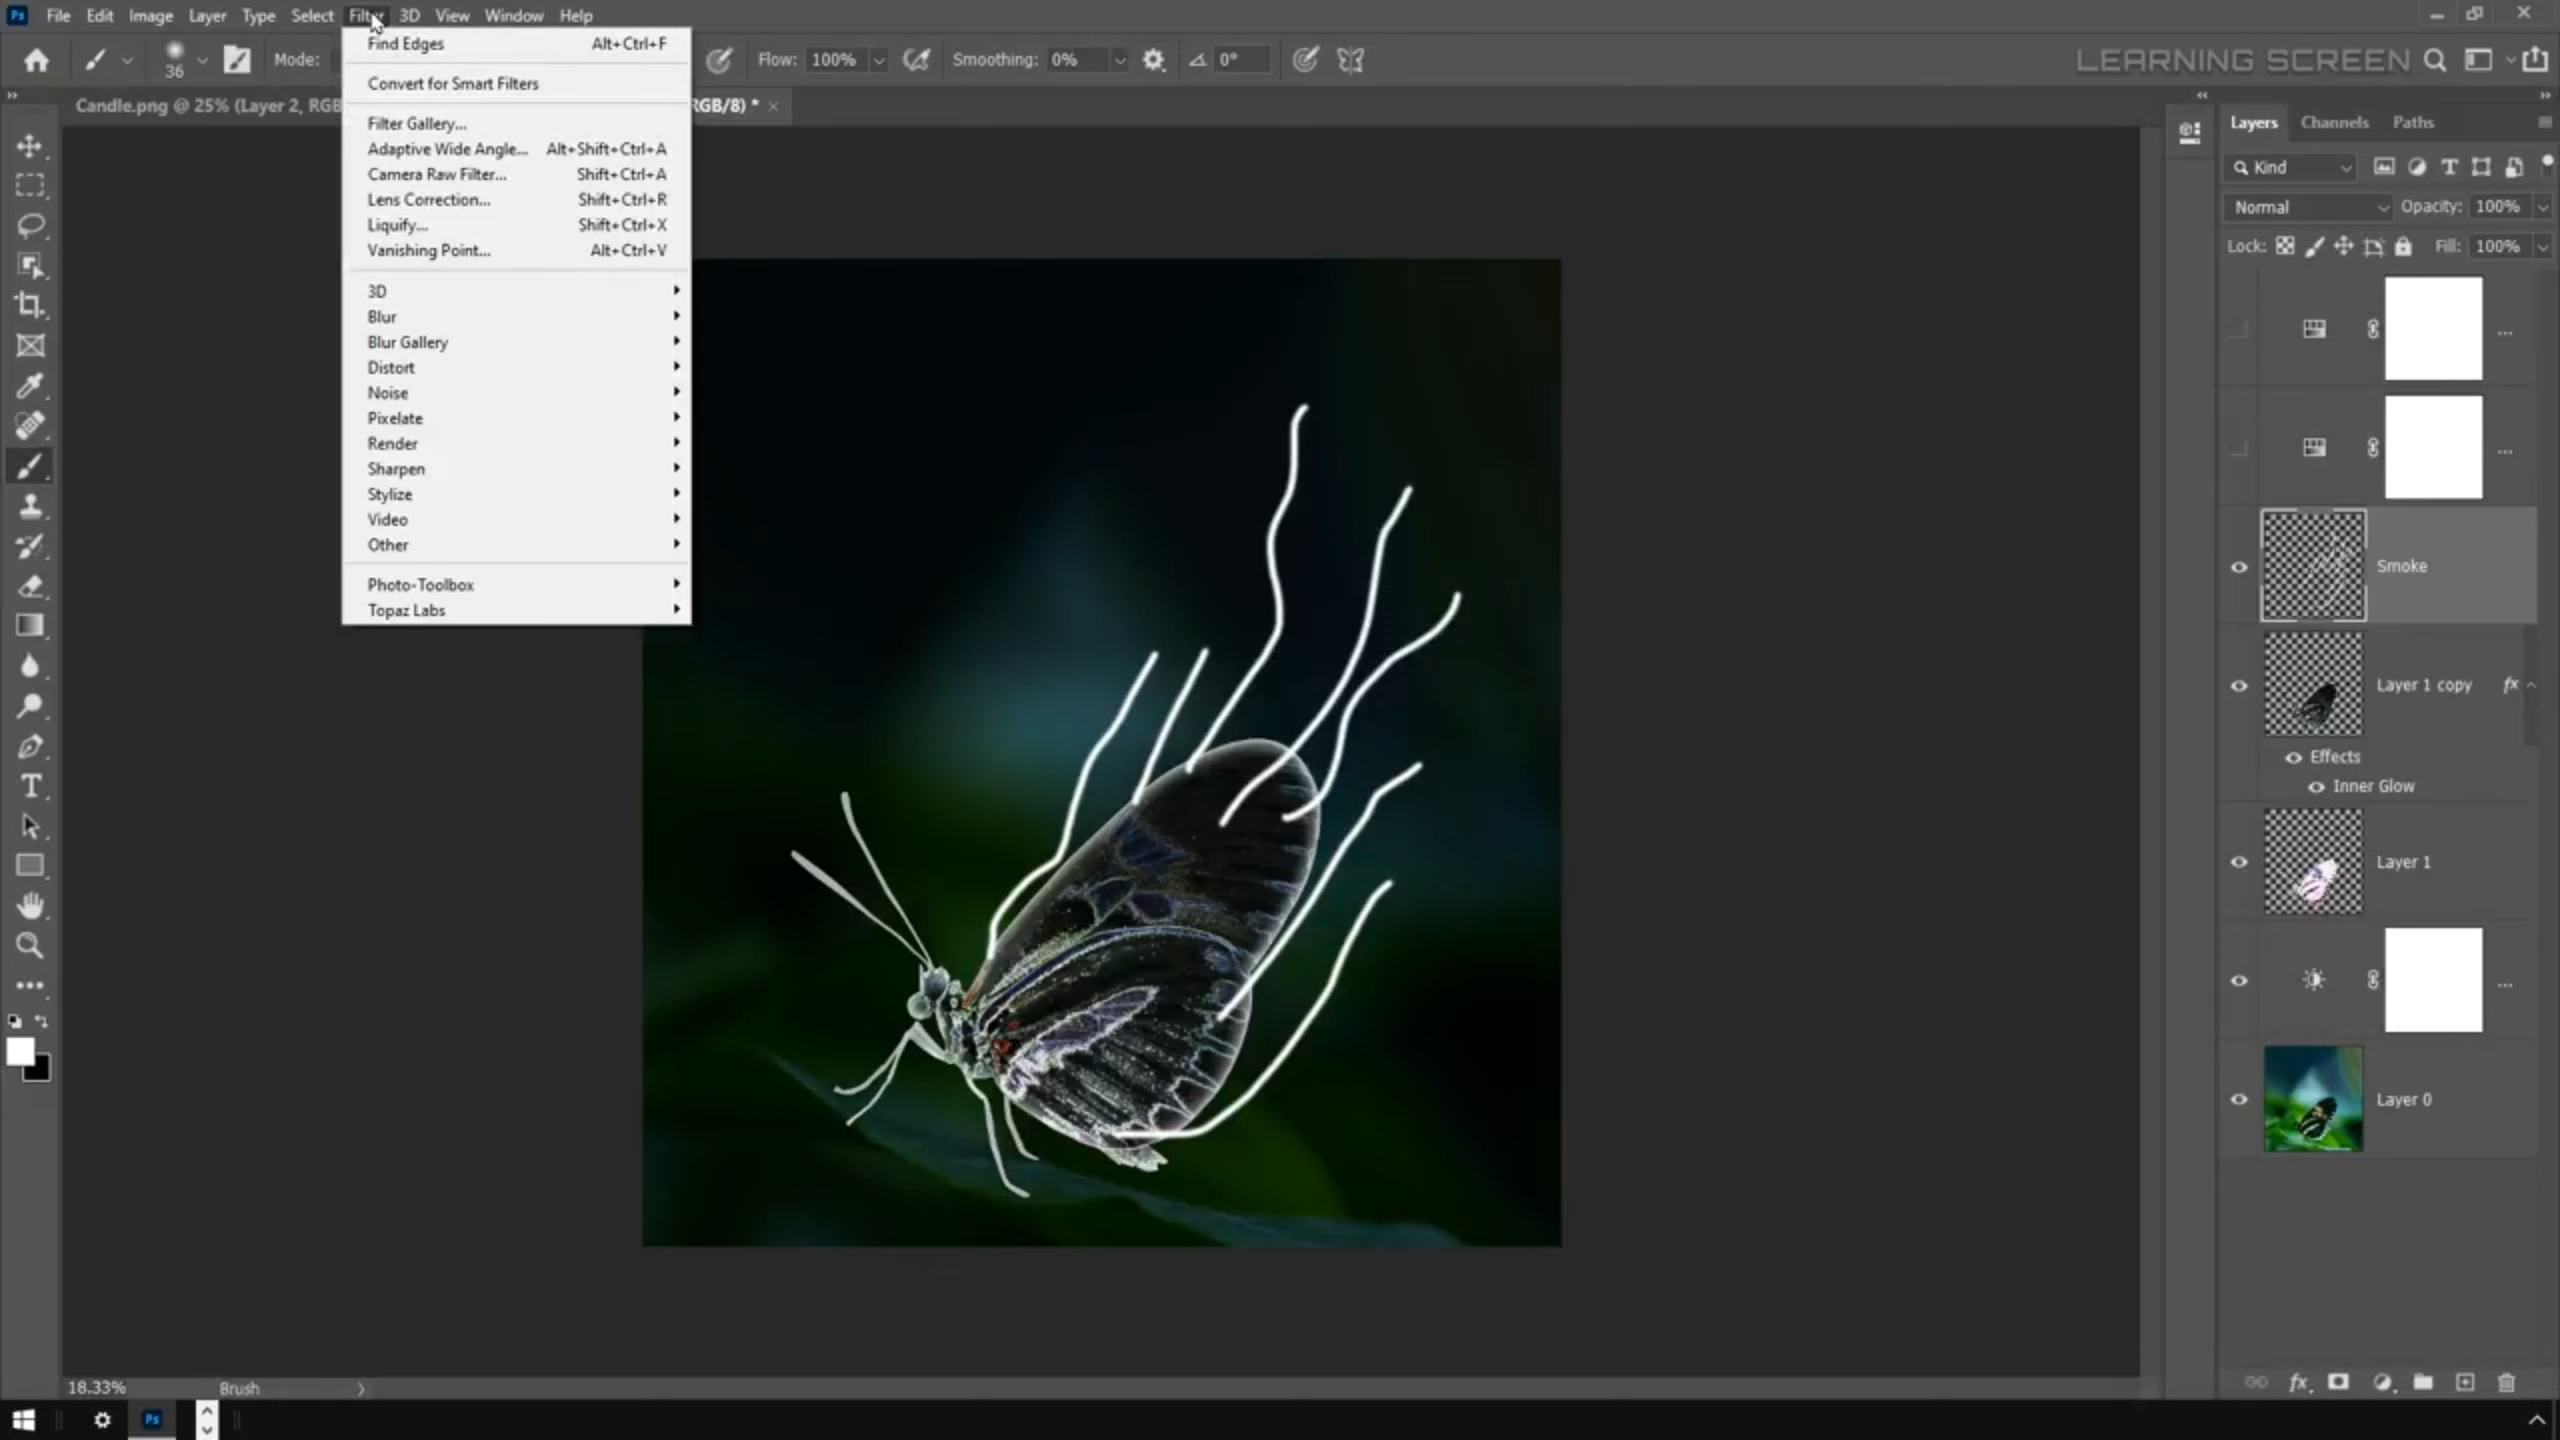 Ps File Edit Image Layer Type Select Filter 3D View Window Help
36 Mode: Flow: 100% Smoothing: 0% 0° LEARNING SCREEN
Candle.png @ 25% (Layer 2, RGB RGB/8) * ×
Find Edges Alt+Ctrl+F
Convert for Smart Filters
Filter Gallery...
Adaptive Wide Angle... Alt+Shift+Ctrl+A
Camera Raw Filter... Shift+Ctrl+A
Lens Correction... Shift+Ctrl+R
Liquify... Shift+Ctrl+X
Vanishing Point... Alt+Ctrl+V
3D
Blur
Blur Gallery
Distort
Noise
Pixelate
Render
Sharpen
Stylize
Video
Other
Photo-Toolbox
Topaz Labs
Layers Channels Paths
Kind
Normal Opacity: 100%
Lock: Fill: 100%
...
...
Smoke
Layer 1 copy fx
Effects
Inner Glow
Layer 1
...
Layer 0
fx
18.33% Brush
Ps